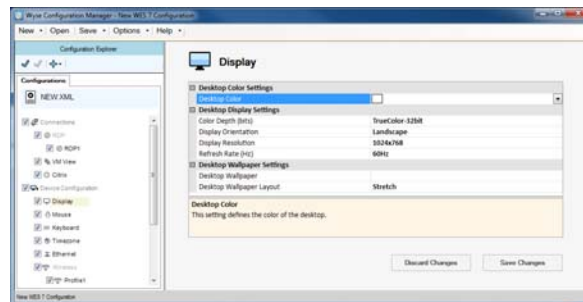 Wyse Configuration Manager - New WES 7 Configuration
New Open Save Options Help
Configuration Explorer
Configurations
NEW XML
Connections
RDP
RDP1
VM View
Citrix
Device Configuration
Display
Mouse
Keyboard
Timezone
Ethernet
Wireless
Profile1
Display
Desktop Color Settings
Desktop Color
Desktop Display Settings
Color Depth (Bits) TrueColor-32bit
Display Orientation Landscape
Display Resolution 1024x768
Refresh Rate (Hz) 60Hz
Desktop Wallpaper Settings
Desktop Wallpaper
Desktop Wallpaper Layout Stretch
Desktop Color
This setting defines the color of the desktop.
Discard Changes Save Changes
New WES 7 Configuration